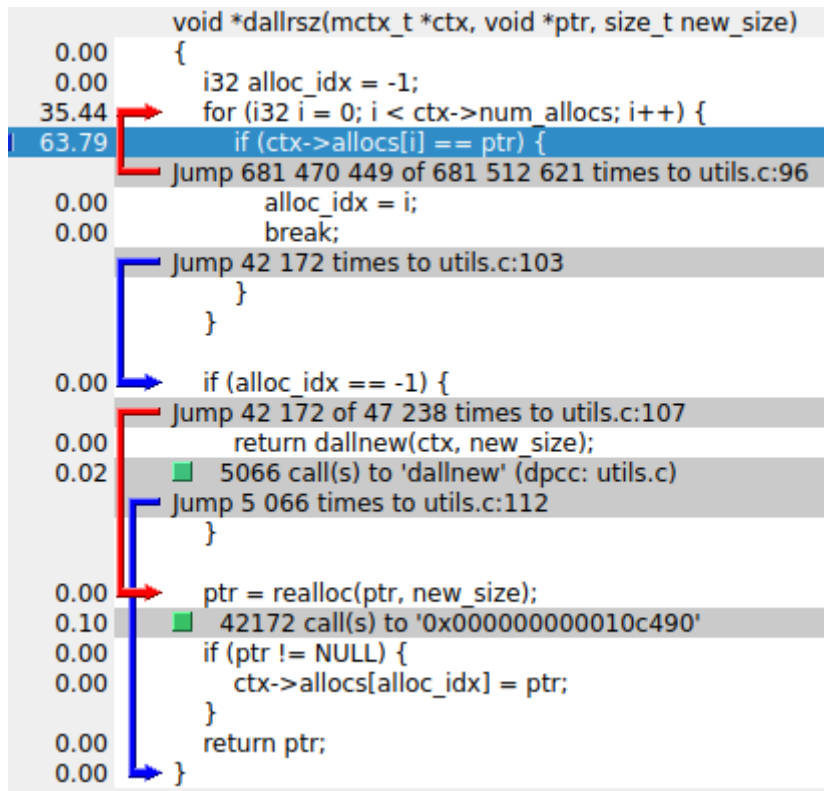 void *dallrsz(mctx_t *ctx, void *ptr, size_t new_size)
0.00 {
0.00 i32 alloc_idx = -1;
35.44 for (i32 i = 0; i < ctx->num_allocs; i++) {
63.79 if (ctx->allocs[i] == ptr) {
Jump 681 470 449 of 681 512 621 times to utils.c:96
0.00 alloc_idx = i;
0.00 break;
Jump 42 172 times to utils.c:103
}
}
0.00 if (alloc_idx == -1) {
Jump 42 172 of 47 238 times to utils.c:107
0.00 return dallnew(ctx, new_size);
0.02 5066 call(s) to 'dallnew' (dpcc: utils.c)
Jump 5 066 times to utils.c:112
}
0.00 ptr = realloc(ptr, new_size);
0.10 42172 call(s) to '0x000000000010c490'
0.00 if (ptr != NULL) {
0.00 ctx->allocs[alloc_idx] = ptr;
}
0.00 return ptr;
0.00 }